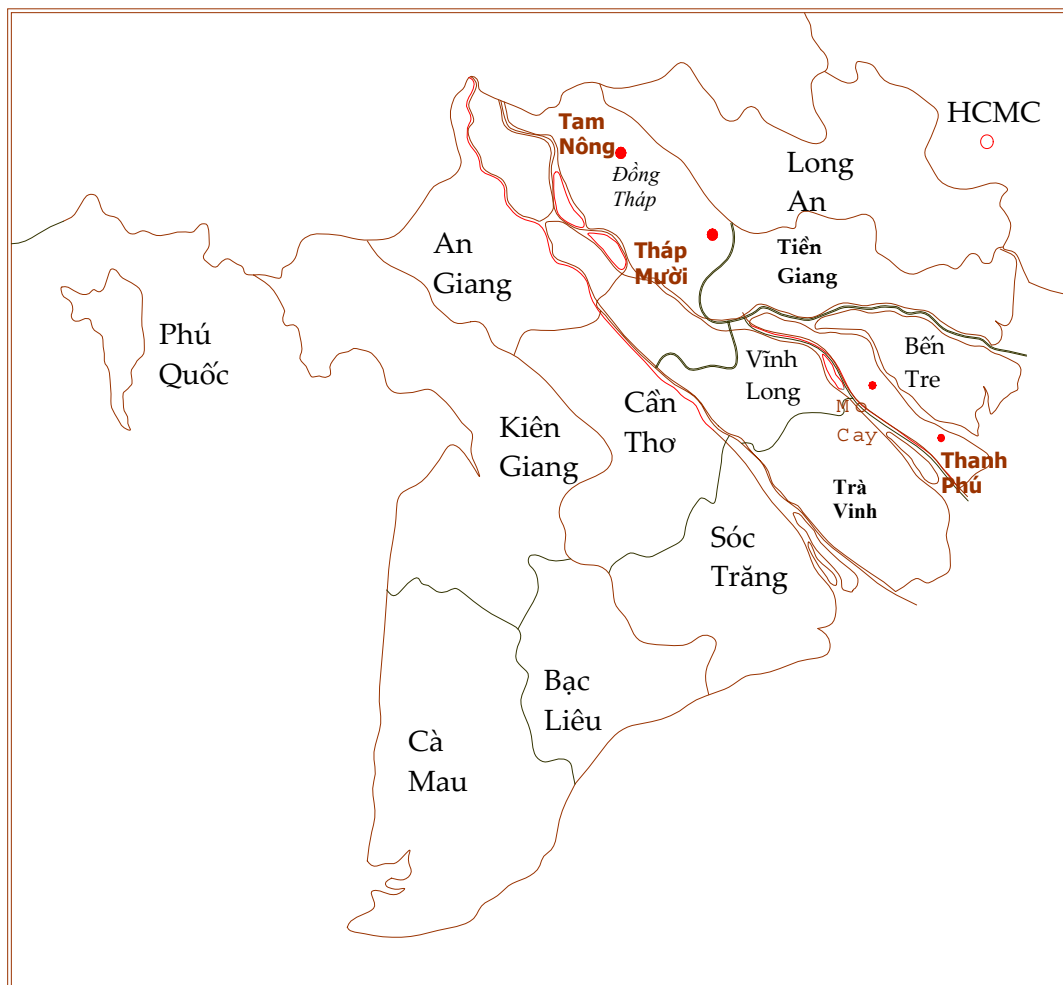 HCMC
Tam
Nông
Đồng
Tháp
Long
An
Tháp
Mười
Tiền
Giang
An
Giang
Phú
Quốc
Vĩnh
Long
Bến
Tre
Kiên
Giang
Cần
Thơ
Mo
Cay
Thanh
Phú
Trà
Vinh
Sóc
Trăng
Bạc
Liêu
Cà
Mau